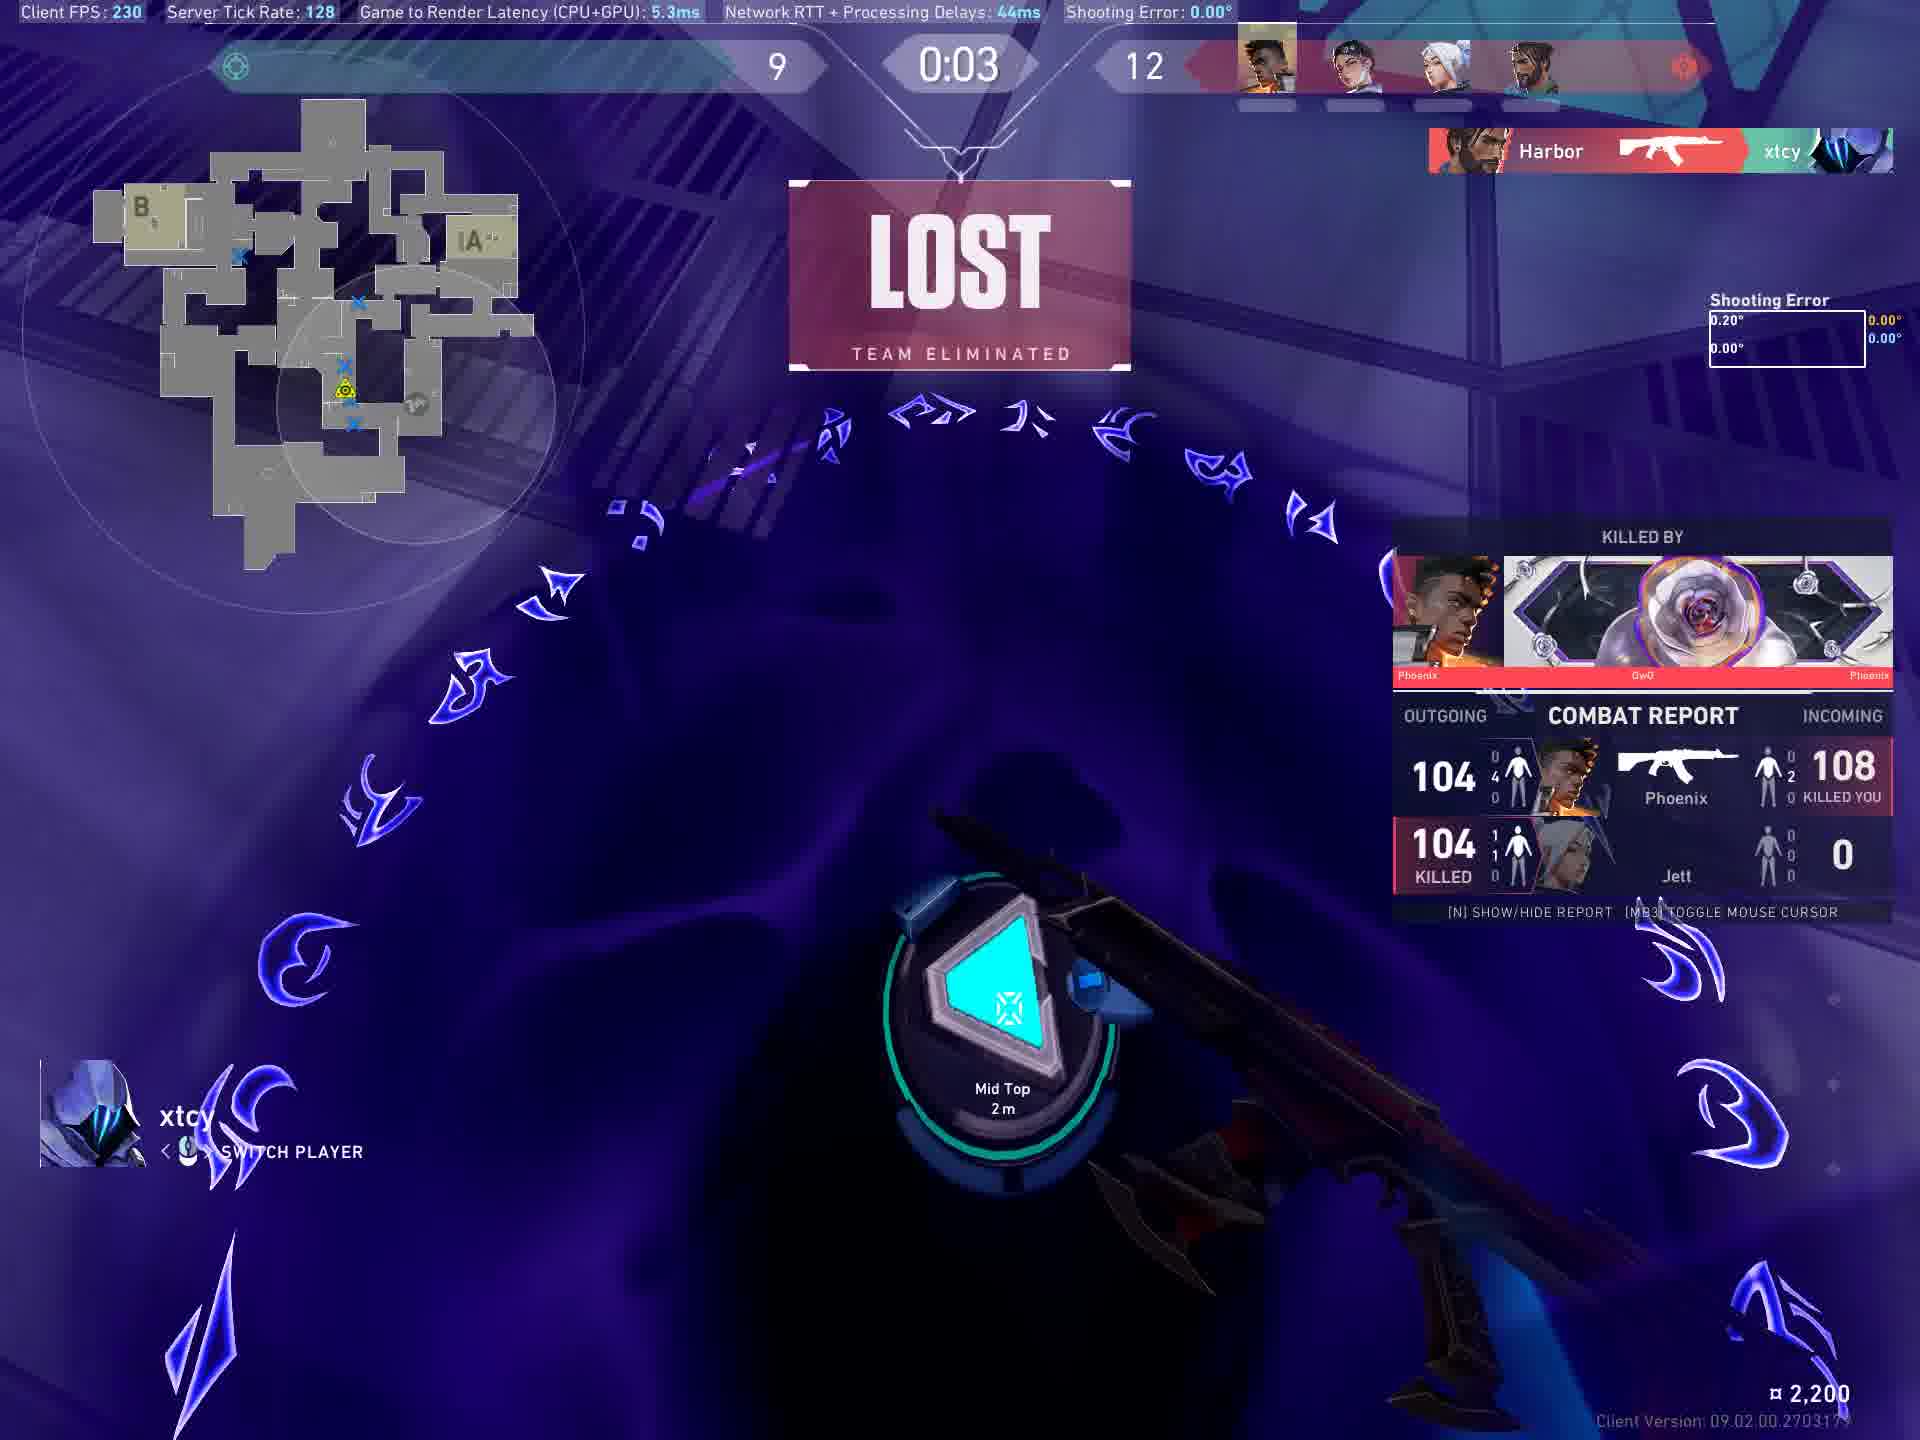 Client FPS: 230 Server Tick Rate: 128 Game to Render Latency (CPU+GPU): 5.3ms Network RTT + Processing Delays: 44ms Shooting Error: 0.00°
9 0:03 12
Harbor xtcy
B
A
LOST
TEAM ELIMINATED
Shooting Error
0.20° 0.00°
0.00°
0.00°
KILLED BY
Phoenix OwO Phoenix
OUTGOING COMBAT REPORT INCOMING
104 0 4 0 Phoenix 0 2 0 108
KILLED YOU
104 1 1 0 Jett 0 0 0 0
KILLED
[N] SHOW/HIDE REPORT [MB3] TOGGLE MOUSE CURSOR
Mid Top
2 m
xtcy
< > SWITCH PLAYER
¤ 2,200
Client Version: 09.02.00.2703179